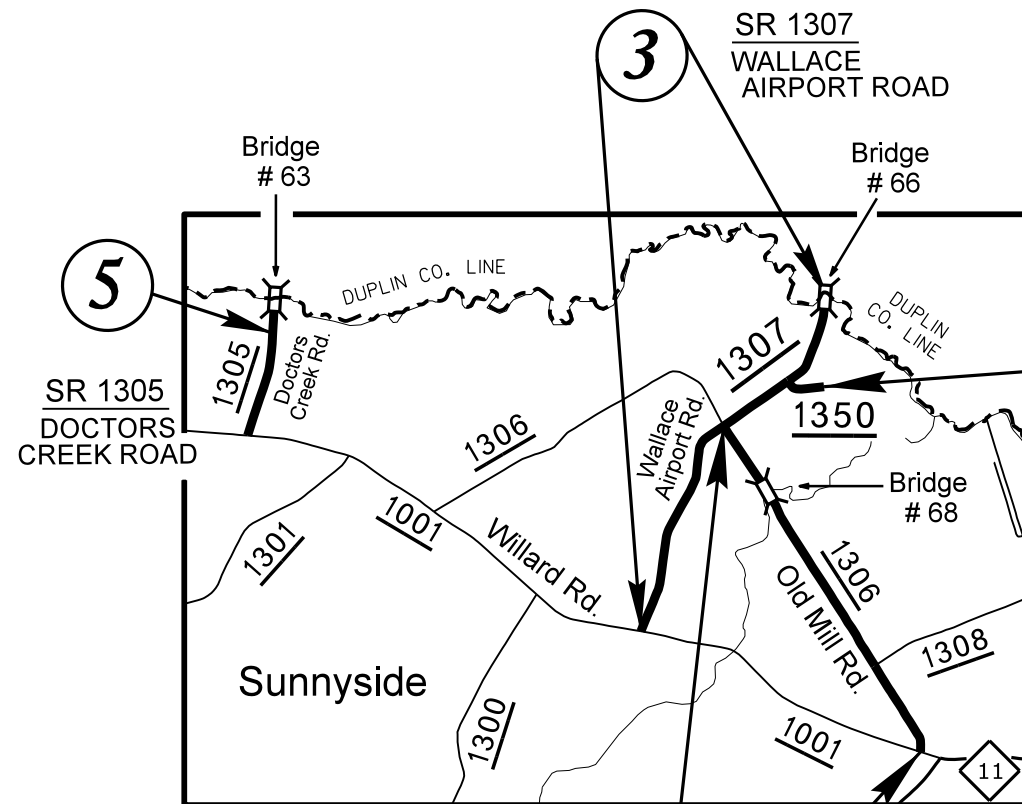 3
SR 1307
WALLACE
AIRPORT ROAD
Bridge
# 63
Bridge
# 66
5
DUPLIN CO. LINE
DUPLIN
CO. LINE
1305
Doctors
Creek Rd.
1307
SR 1305
DOCTORS
CREEK ROAD
1350
1306
Wallace
Airport Rd.
Bridge
# 68
1001
1301
Willard Rd.
1306
Old Mill Rd.
1308
Sunnyside
1300
1001
11